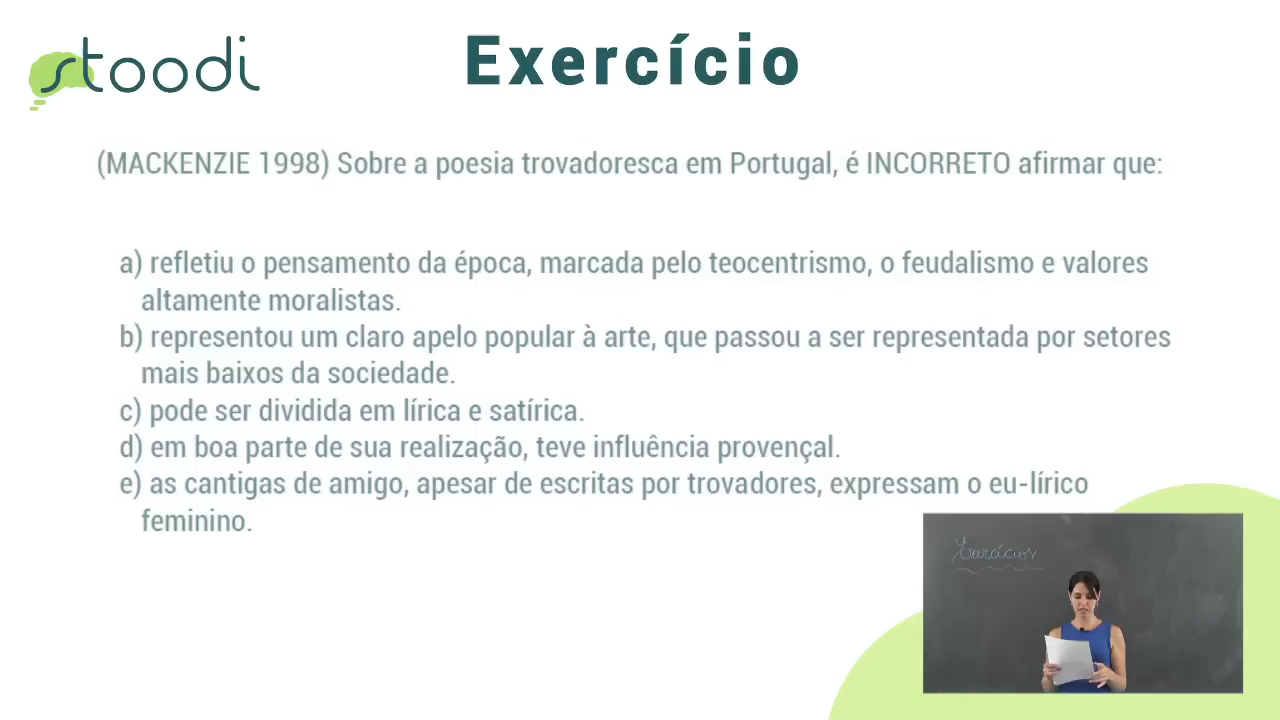 stoodi
Exercício
(MACKENZIE 1998) Sobre a poesia trovadoresca em Portugal, é INCORRETO afirmar que:
a) refletiu o pensamento da época, marcada pelo teocentrismo, o feudalismo e valores
altamente moralistas.
b) representou um claro apelo popular à arte, que passou a ser representada por setores
mais baixos da sociedade.
c) pode ser dividida em lírica e satírica.
d) em boa parte de sua realização, teve influência provençal.
e) as cantigas de amigo, apesar de escritas por trovadores, expressam o eu-lírico
feminino.
Exercícios